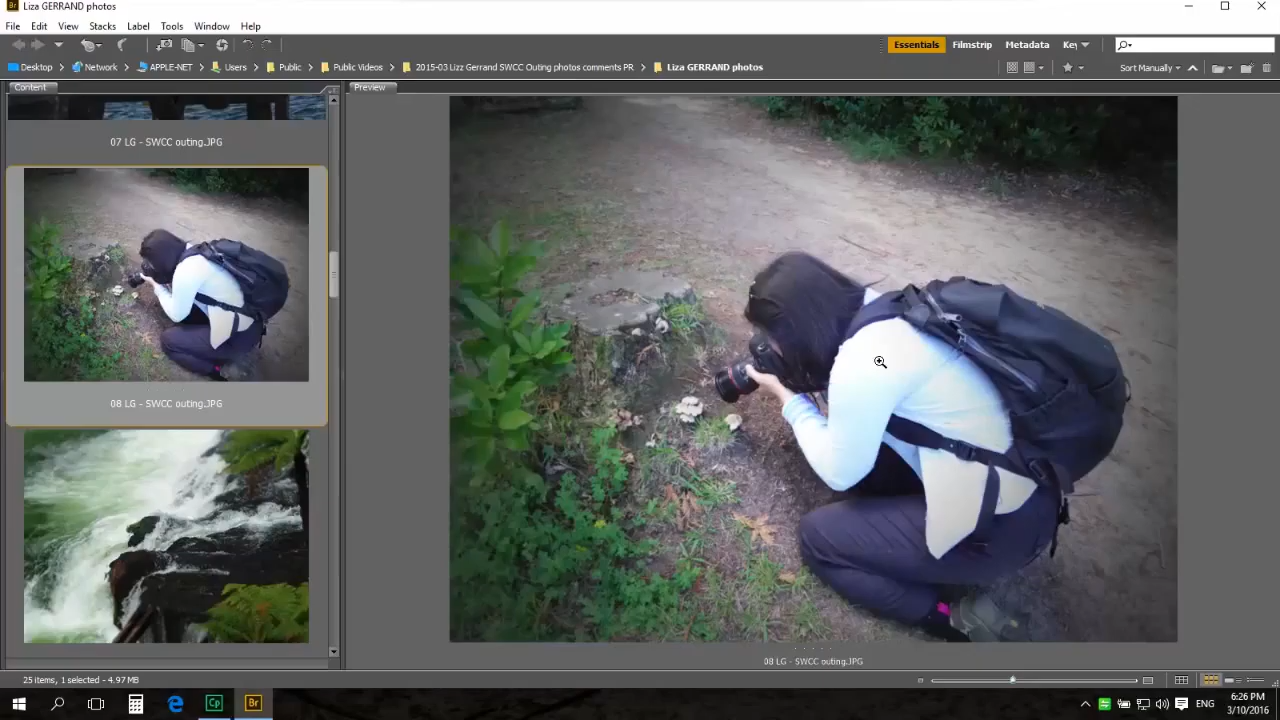 Br Liza GERRAND photos
File Edit View Stacks Label Tools Window Help
Essentials Filmstrip Metadata Key
Desktop Network APPLE-NET Users Public Public Videos 2015-03 Lizz Gerrand SWCC Outing photos comments PR Liza GERRAND photos Sort Manually
Content Preview
07 LG - SWCC outing.JPG
08 LG - SWCC outing.JPG
08 LG - SWCC outing.JPG
25 items, 1 selected - 4.97 MB
Cp Br ENG 6:26 PM
3/10/2016